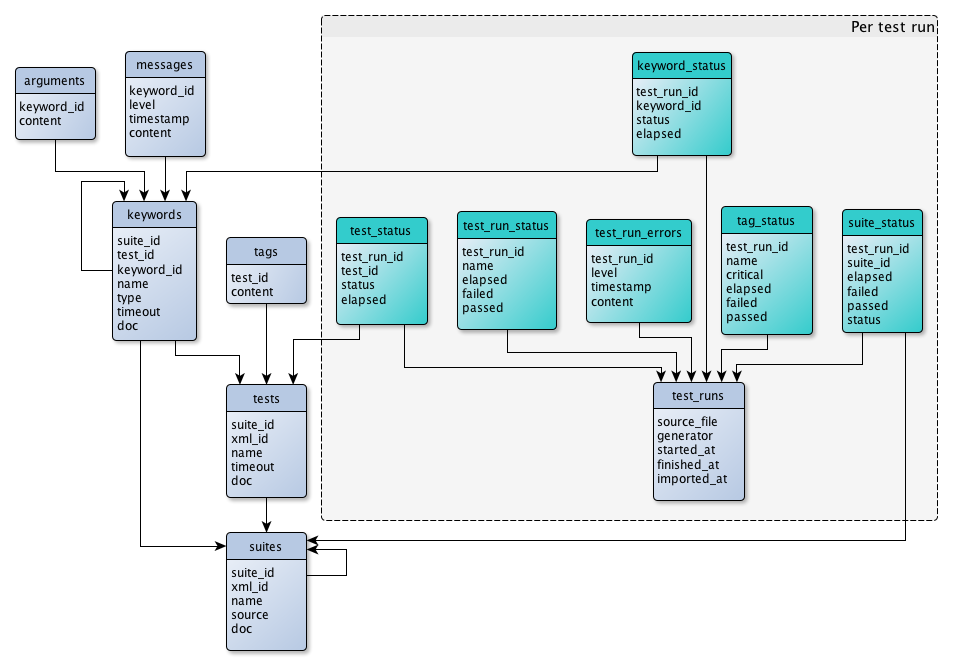 Per test run
keyword_status
test_run_id
keyword_id
status
elapsed
messages
keyword_id
level
timestamp
content
arguments
keyword_id
content
keywords
suite_id
test_id
keyword_id
name
type
timeout
doc
tags
test_id
content
test_status
test_run_id
test_id
status
elapsed
test_run_status
test_run_id
name
elapsed
failed
passed
test_run_errors
test_run_id
level
timestamp
content
tag_status
test_run_id
name
critical
elapsed
failed
passed
suite_status
test_run_id
suite_id
elapsed
failed
passed
status
tests
suite_id
xml_id
name
timeout
doc
test_runs
source_file
generator
started_at
finished_at
imported_at
suites
suite_id
xml_id
name
source
doc